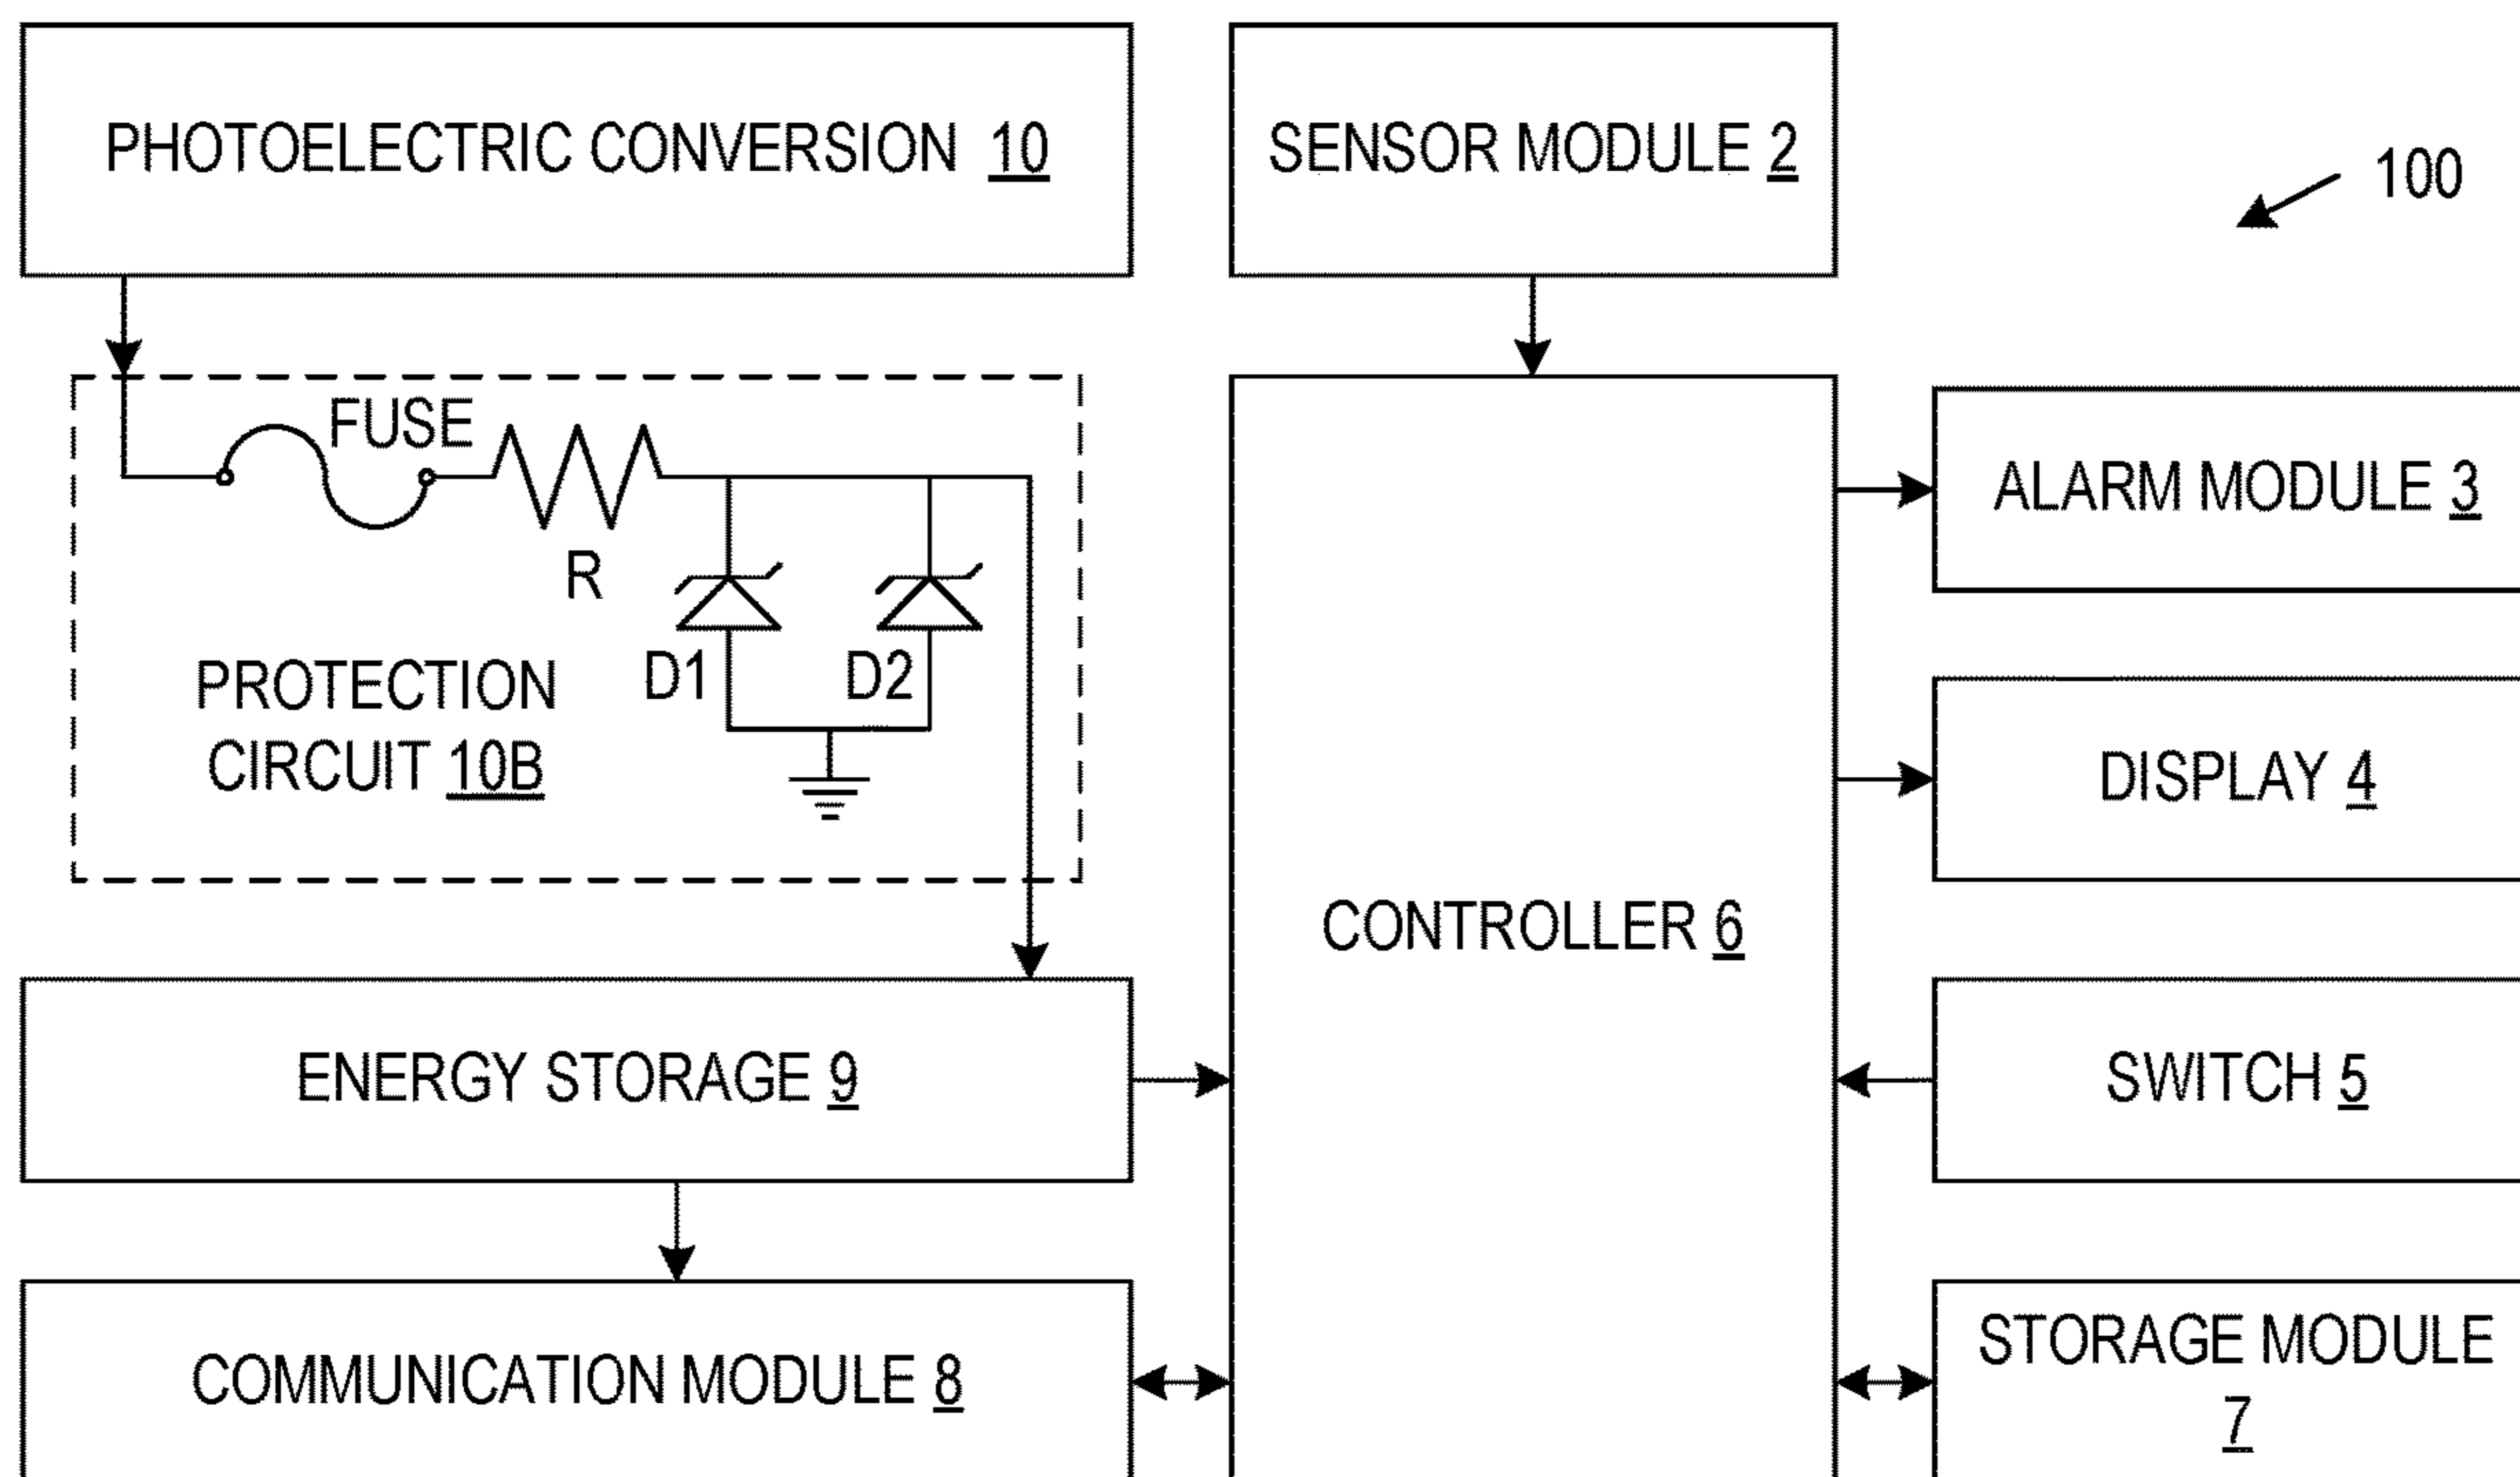 PHOTOELECTRIC CONVERSION 10
SENSOR MODULE 2
100
FUSE
R
D1
D2
PROTECTION
CIRCUIT 10B
CONTROLLER 6
ALARM MODULE 3
DISPLAY 4
ENERGY STORAGE 9
SWITCH 5
COMMUNICATION MODULE 8
STORAGE MODULE
7